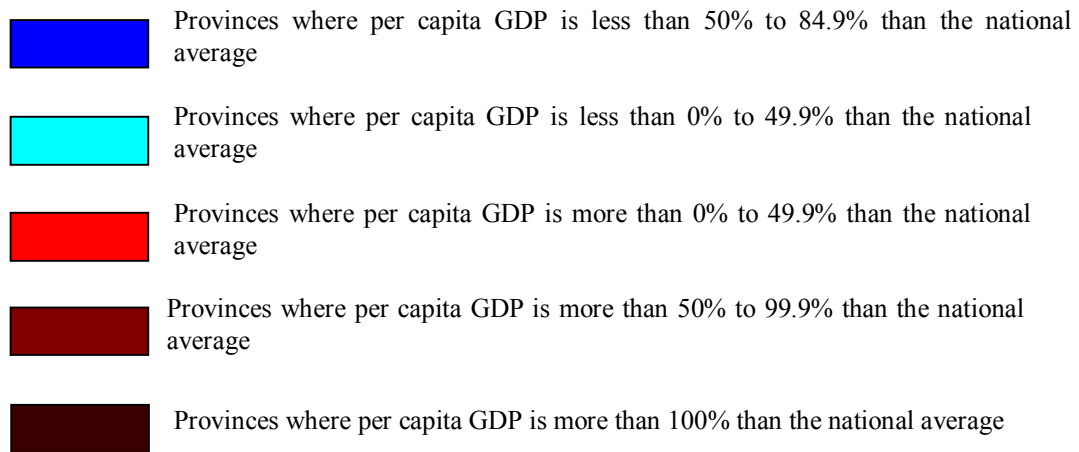 Provinces where per capita GDP is less than 50% to 84.9% than the national
average
Provinces where per capita GDP is less than 0% to 49.9% than the national
average
Provinces where per capita GDP is more than 0% to 49.9% than the national
average
Provinces where per capita GDP is more than 50% to 99.9% than the national
average
Provinces where per capita GDP is more than 100% than the national average